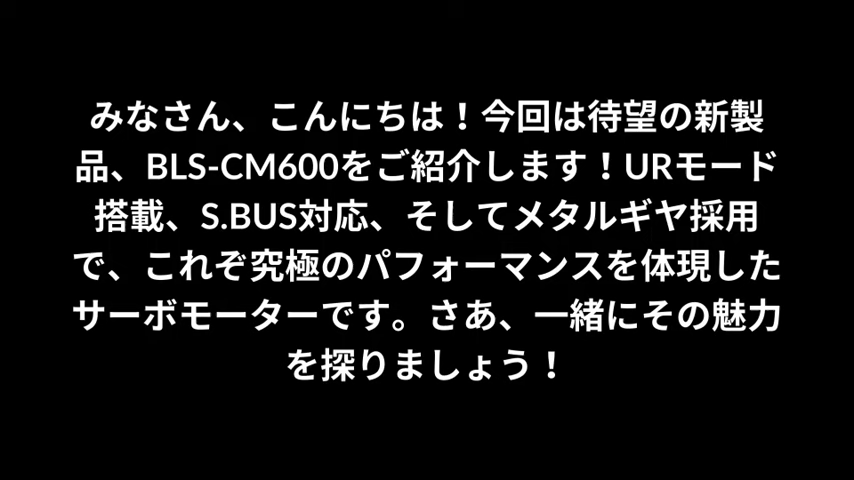 みなさん、こんにちは！今回は待望の新製
品、BLS-CM600をご紹介します！URモード
搭載、S.BUS対応、そしてメタルギヤ採用
で、これぞ究極のパフォーマンスを体現した
サーボモーターです。さあ、一緒にその魅力
を探りましょう！